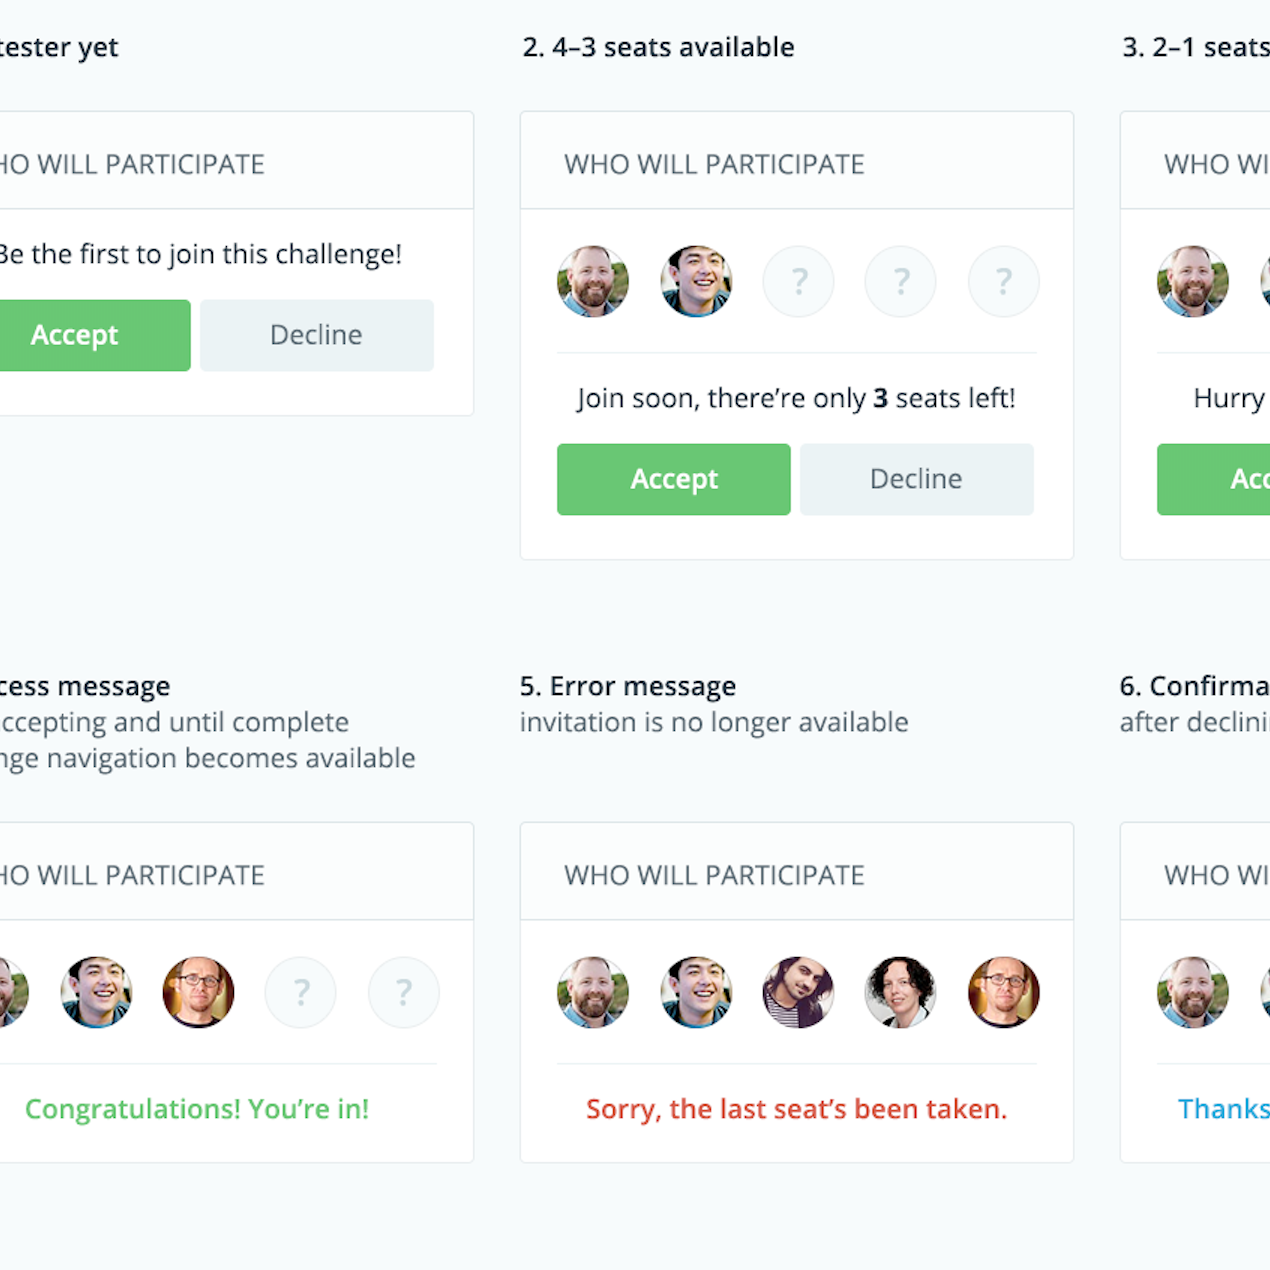 tester yet
2. 4–3 seats available
3. 2–1 seats
HO WILL PARTICIPATE
Be the first to join this challenge!
Accept
Decline
WHO WILL PARTICIPATE
? ? ?
Join soon, there’re only 3 seats left!
Accept
Decline
WHO WI
Hurry
Acc
cess message
ccepting and until complete
nge navigation becomes available
5. Error message
invitation is no longer available
6. Confirma
after declini
HO WILL PARTICIPATE
? ?
Congratulations! You’re in!
WHO WILL PARTICIPATE
Sorry, the last seat’s been taken.
WHO WI
Thanks